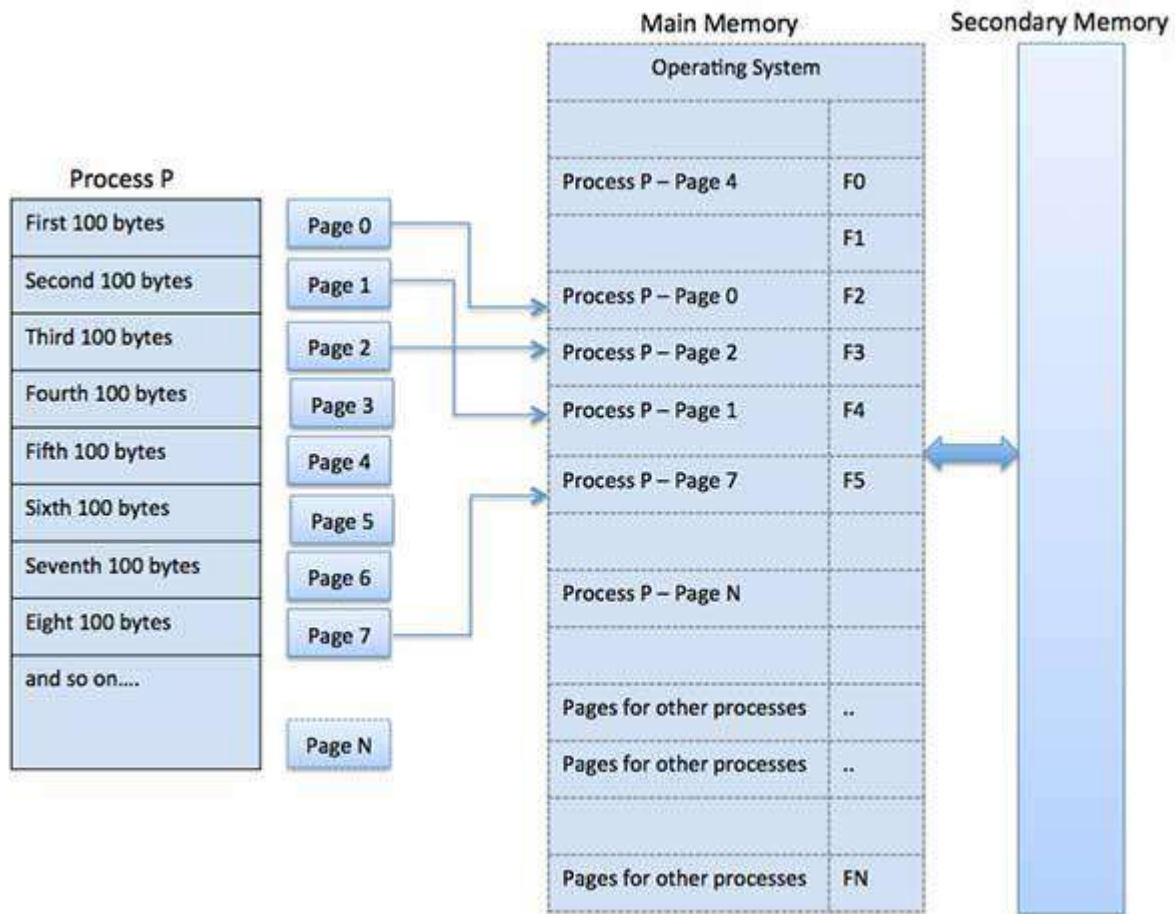 Main Memory
Secondary Memory
Operating System
Process P
First 100 bytes
Second 100 bytes
Third 100 bytes
Fourth 100 bytes
Fifth 100 bytes
Sixth 100 bytes
Seventh 100 bytes
Eight 100 bytes
and so on....
Page 0
Page 1
Page 2
Page 3
Page 4
Page 5
Page 6
Page 7
Page N
Process P – Page 4 F0
F1
Process P – Page 0 F2
Process P – Page 2 F3
Process P – Page 1 F4
Process P – Page 7 F5
Process P – Page N
Pages for other processes ..
Pages for other processes ..
Pages for other processes FN